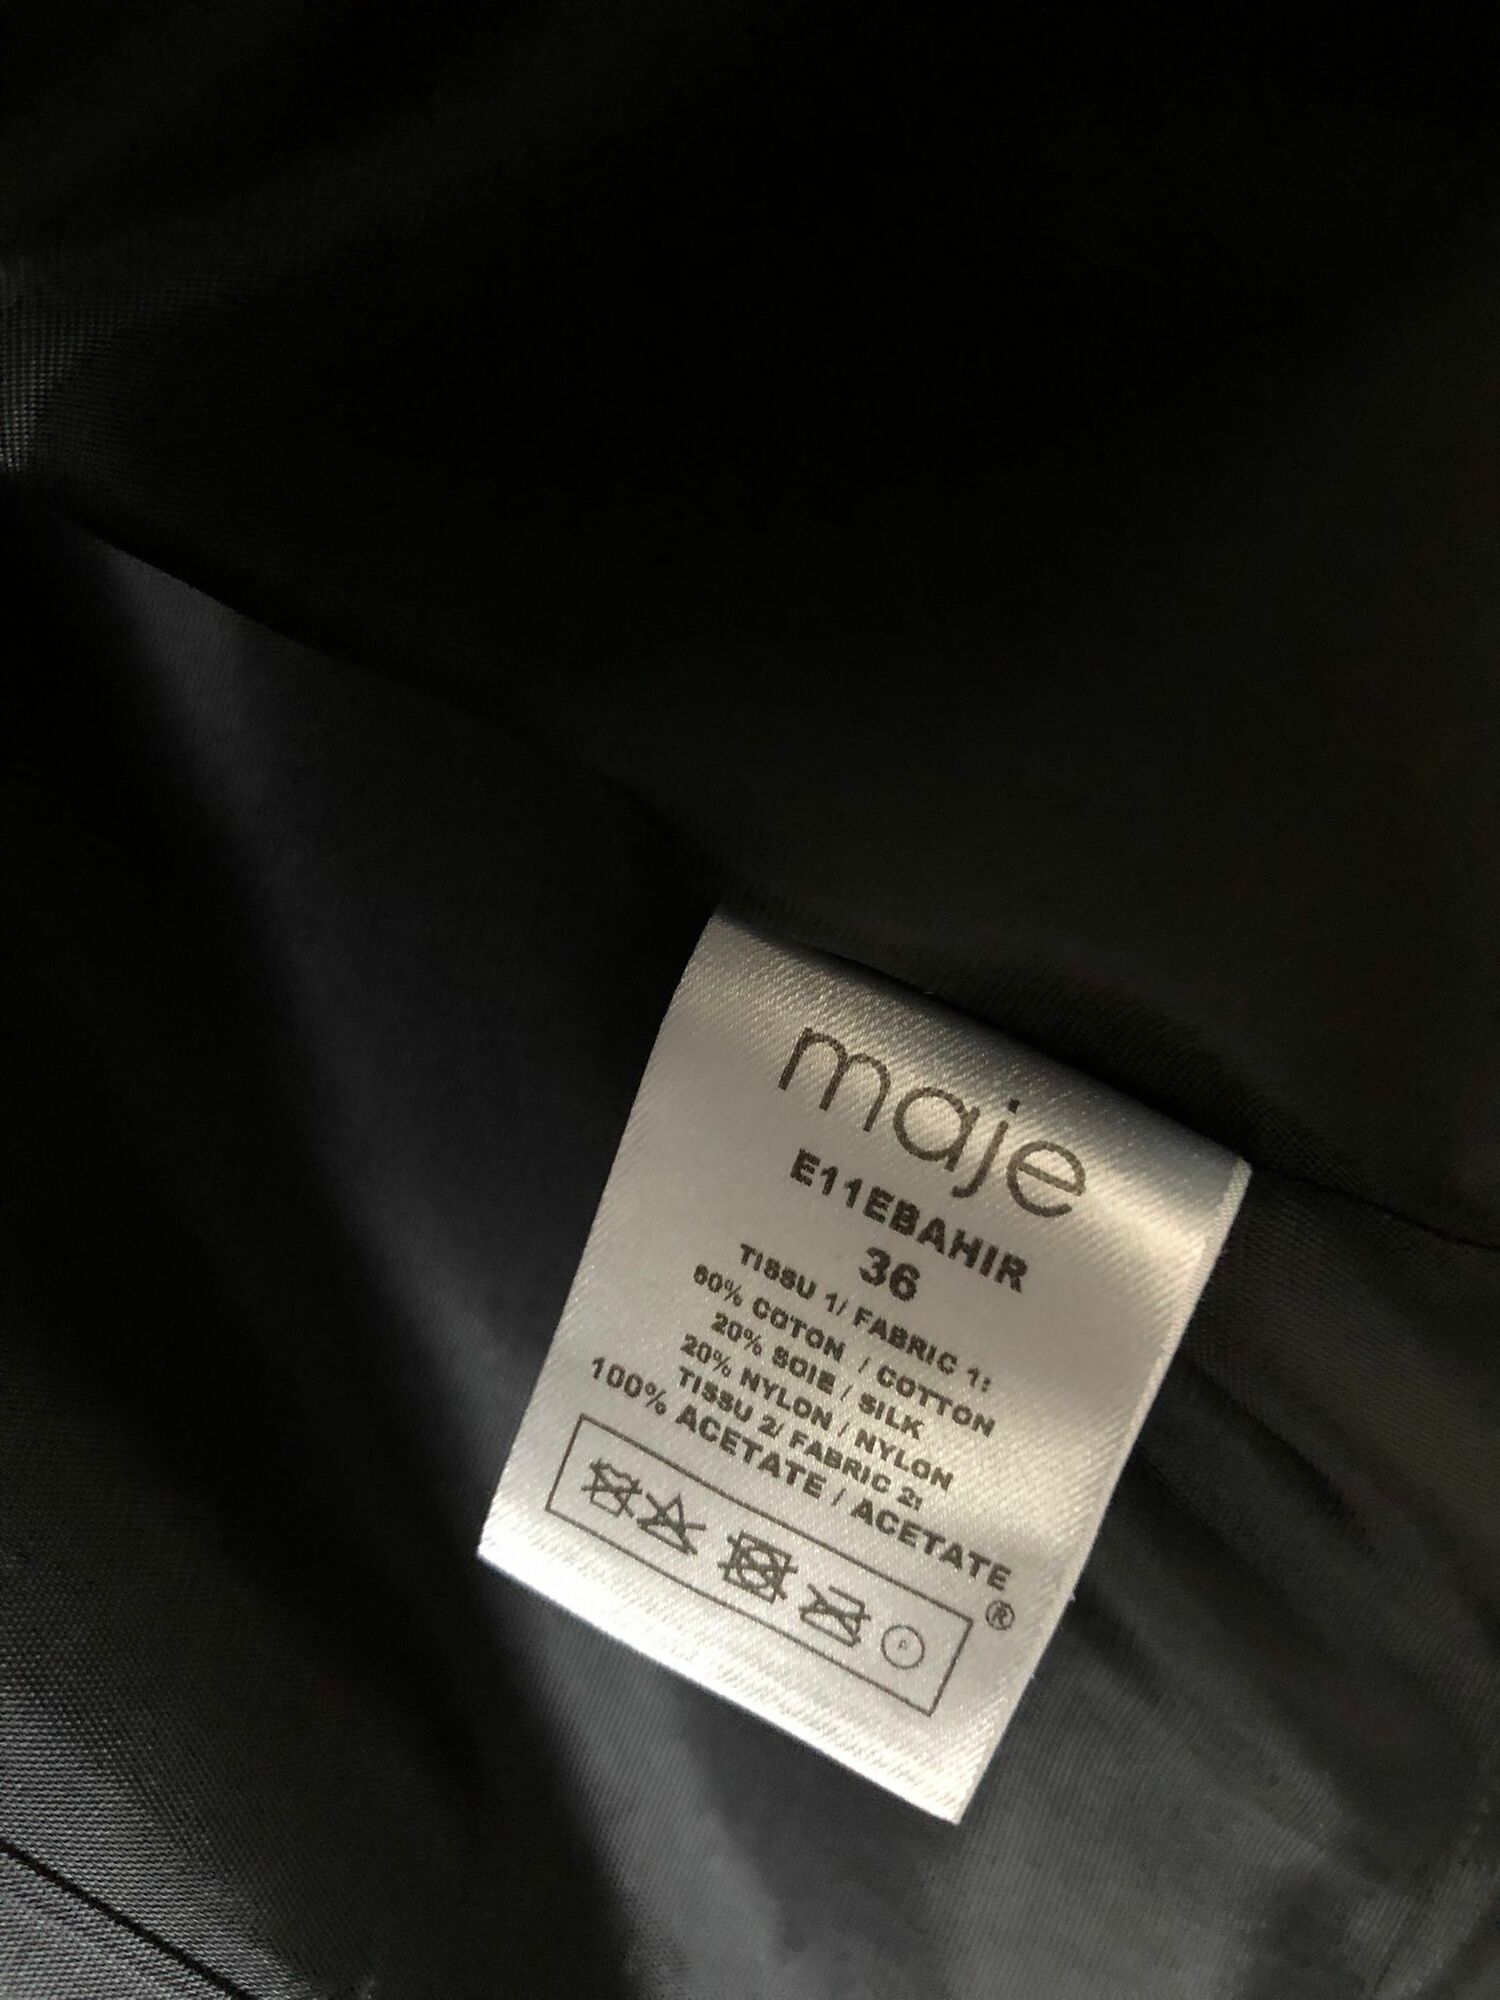 maje
E11EBAHIR
36
TISSU 1/ FABRIC 1:
60% COTON / COTTON
20% SOIE / SILK
20% NYLON / NYLON
TISSU 2/ FABRIC 2:
100% ACETATE / ACETATE
P
®